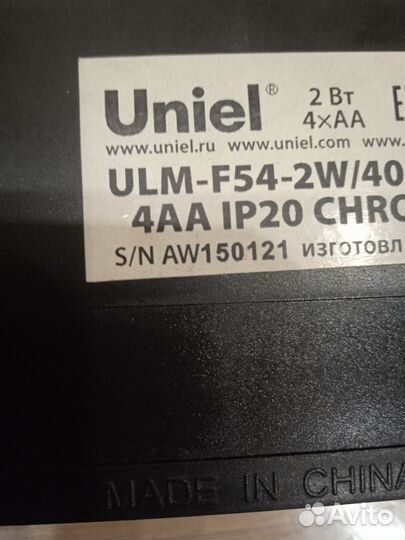 Uniel® 2 Вт
4×AA
www.uniel.ru www.uniel.com www.
ULM-F54-2W/40
4AA IP20 CHRO
S/N AW150121 изготовл
MADE IN CHINA
Avito